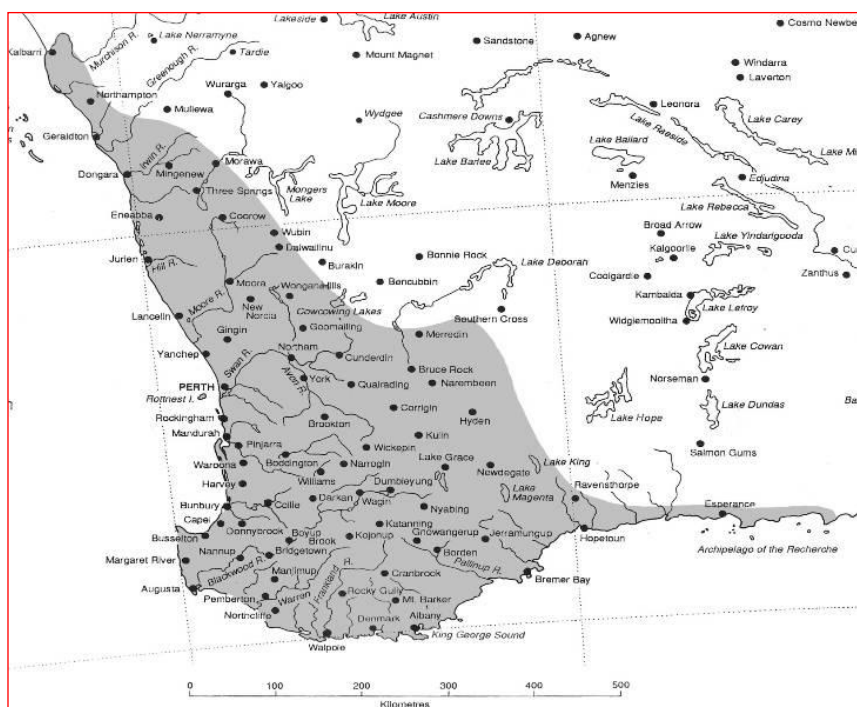 Lakeside
Lake Austin
Cosmo Newbe
Lake Nerramyne
Sandstone
Agnew
Kalbarri
Murchison R.
Tardie
Mount Magnet
Windarra
Greenough R.
Laverton
Wurarga
Yalgoo
Northampton
Mullewa
Leonora
Wydgee
Cashmere Downs
Lake Carey
Geraldton
Lake Raeside
Lake Ballard
Irwin R.
Morawa
Lake Barlee
Dongara
Mingenew
Menzies
Edjudina
Three Springs
Mongers
Lake
Lake Moore
Lake Rebecca
Eneabba
Coorow
Wubin
Broad Arrow
Lake Yindarlgooda
Dalwallinu
Kalgoorlie
Jurien
Hill R.
Burakin
Bonnie Rock
Lake Deborah
Coolgardie
Zanthus
Moora
Wongan Hills
Bencubbin
Kambalda
Moore R.
New
Norcia
Cowcowing Lakes
Southern Cross
Lake Lefroy
Lancelin
Goomalling
Widgiemooltha
Gingin
Merredin
Northam
Lake Cowan
Yanchep
Cunderdin
Swan R.
Bruce Rock
Avon R.
York
Quairading
Narembeen
Norseman
PERTH
Rottnest I.
Corrigin
Lake Dundas
Rockingham
Brookton
Hyden
Lake Hope
Mandurah
Kulin
Pinjarra
Wickepin
Salmon Gums
Boddington
Narrogin
Lake Grace
Newdegate
Lake King
Waroona
Williams
Dumbleyung
Ravensthorpe
Harvey
Lake
Magenta
Darkan
Wagin
Collie
Nyabing
Bunbury
Esperance
Capel
Donnybrook
Boyup
Brook
Katanning
Busselton
Kojonup
Gnowangerup
Jerramungup
Hopetoun
Nannup
Bridgetown
Borden
Archipelago of the Recherche
Margaret River
Blackwood R.
Manjimup
Frankland R.
Cranbrook
Pallinup R.
Bremer Bay
Augusta
Pemberton
Warren
Rocky Gully
Mt. Barker
Northcliffe
Denmark
Albany
King George Sound
Walpole
0 100 200 300 400 500
Kilometres